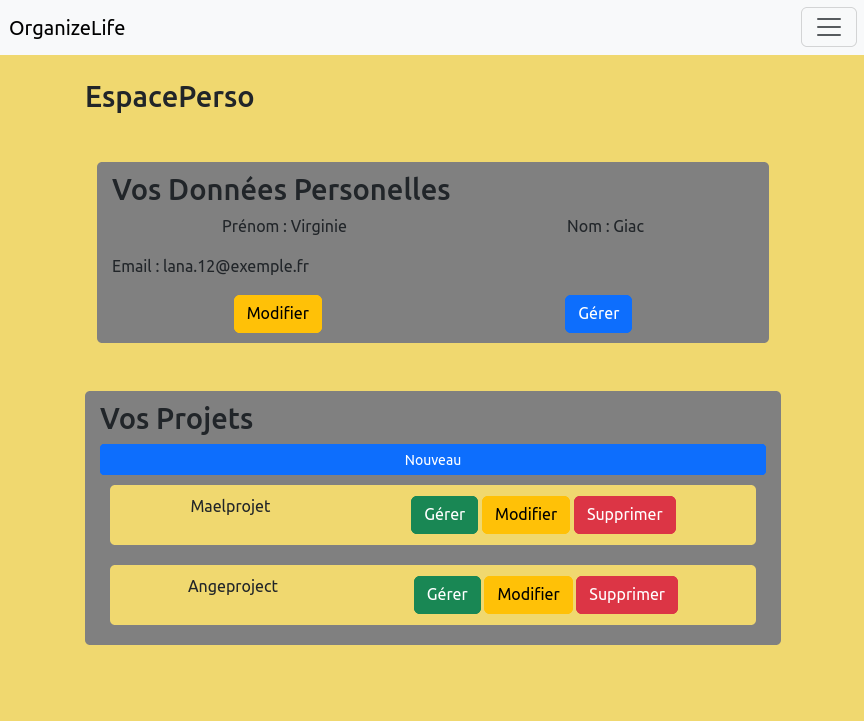 OrganizeLife
EspacePerso
Vos Données Personelles
Prénom : Virginie Nom : Giac
Email : lana.12@exemple.fr
Modifier Gérer
Vos Projets
Nouveau
Maelprojet Gérer Modifier Supprimer
Angeproject Gérer Modifier Supprimer